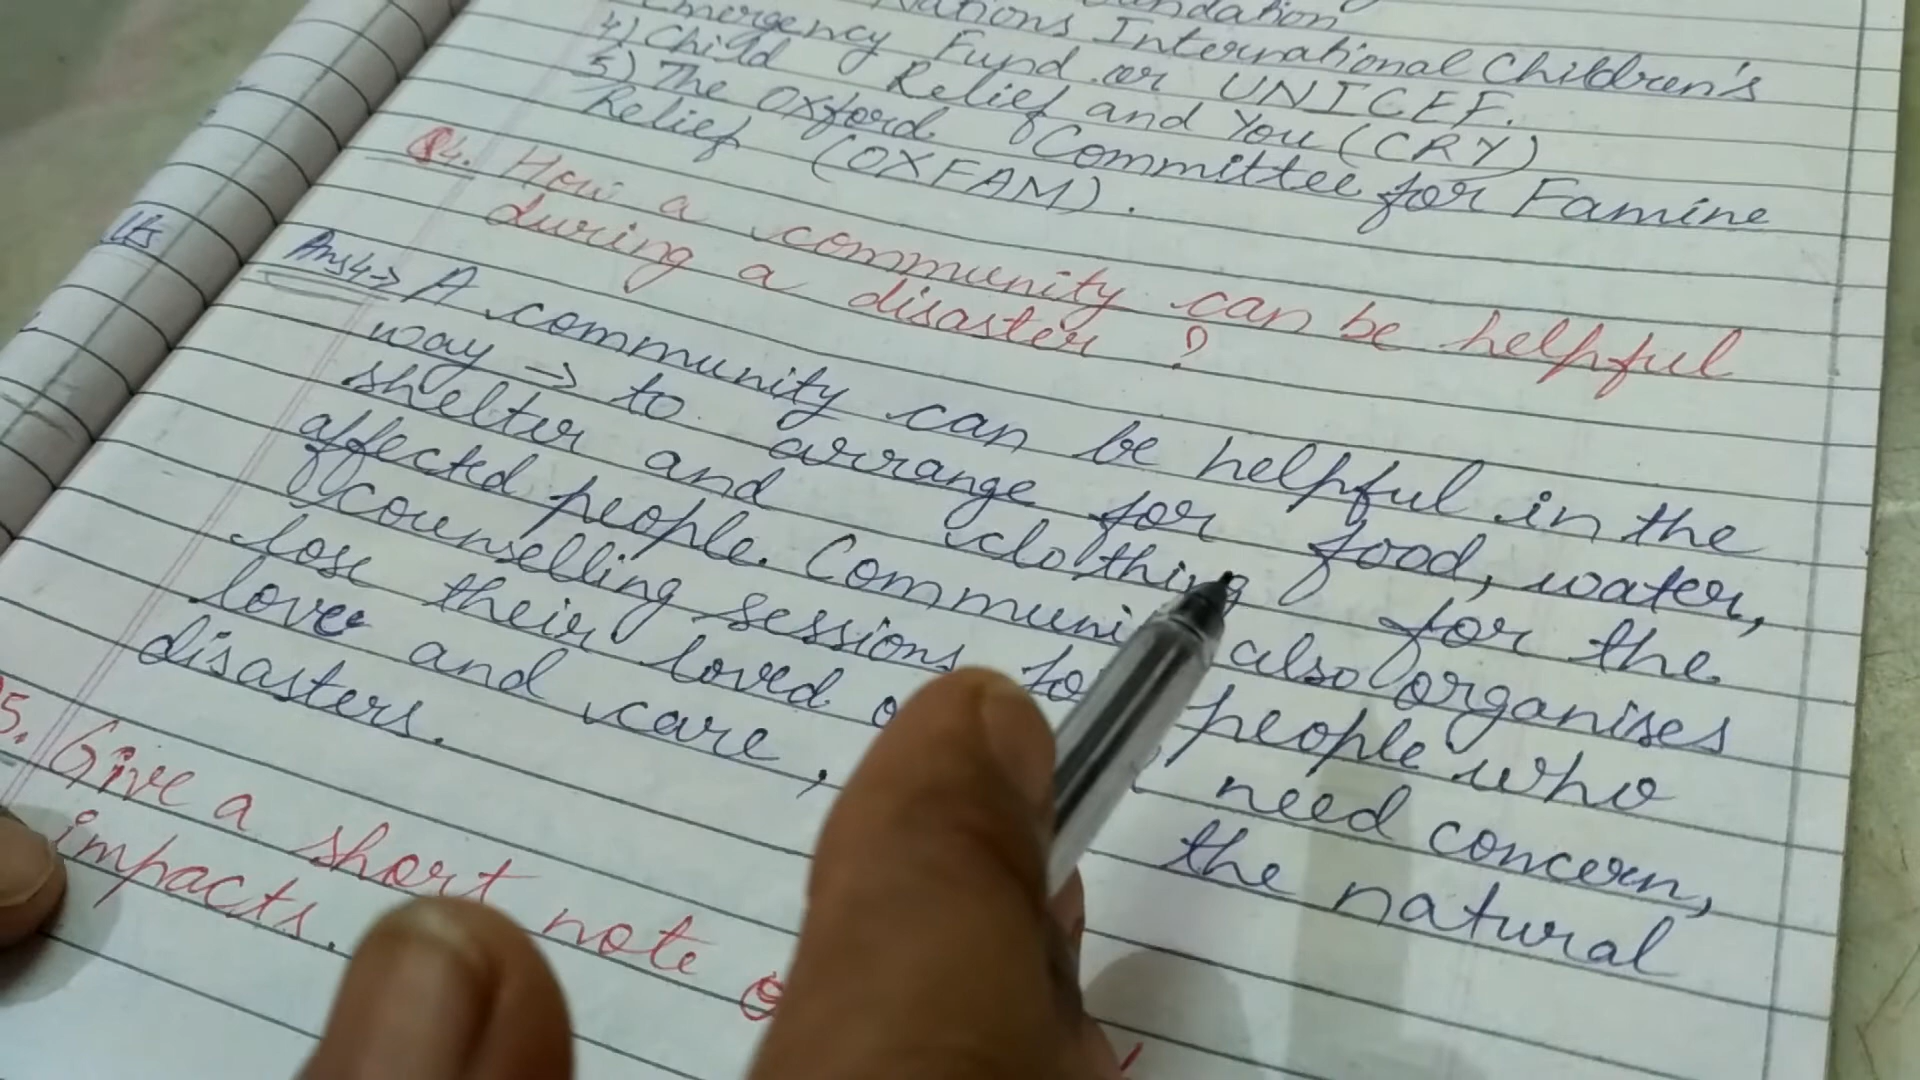 Foundation
Nations International Children's
Emergency Fund or UNICEF.
4) Child Relief and You (CRY)
5) The Oxford Committee for Famine
Relief (OXFAM).
Q4. How a community can be helpful
during a disaster?
Ans4→ A community can be helpful in the
way → to arrange for food, water,
shelter and clothing for the
affected people. Communi also organises
counselling sessions fo people who
lose their loved need concern,
love and care, the natural
disasters.
5. Give a short note
impacts.